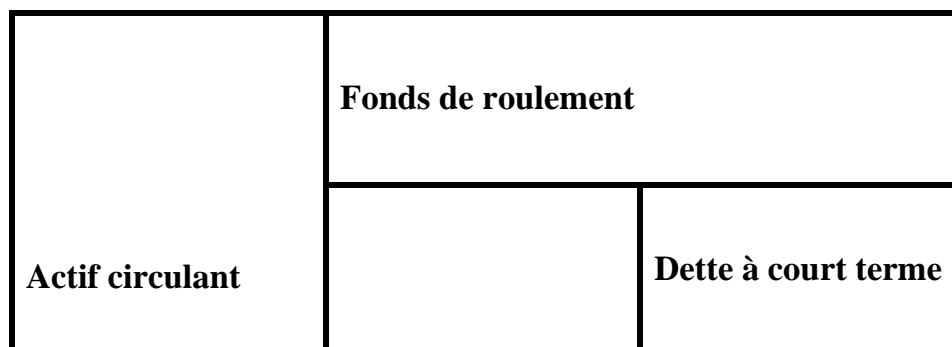 Fonds de roulement
Actif circulant
Dette à court terme